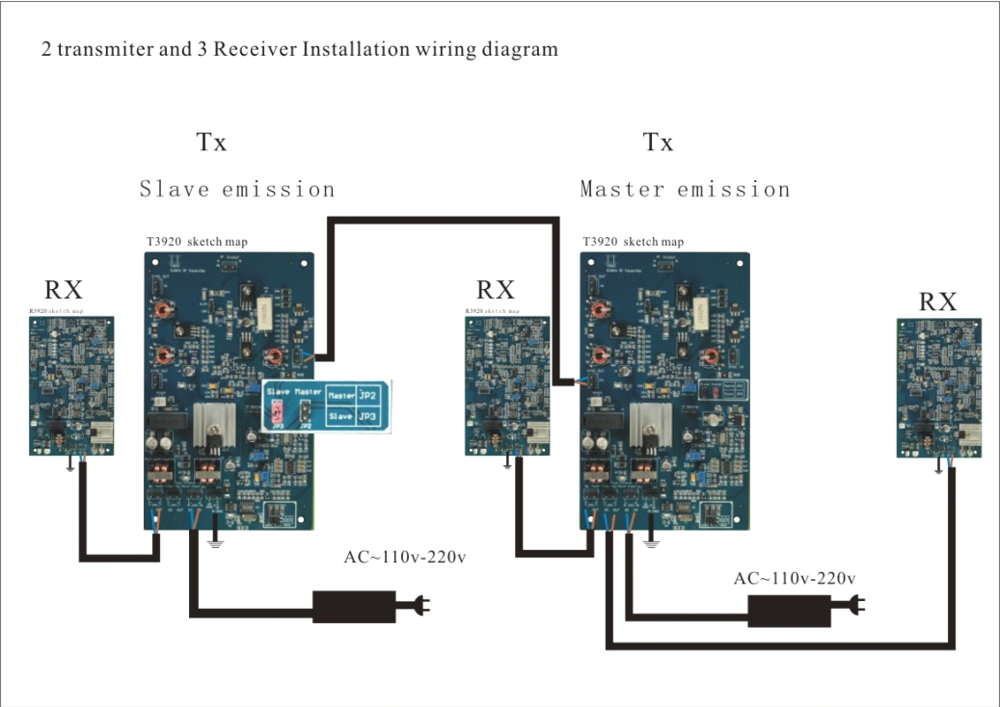 2 transmiter and 3 Receiver Installation wiring diagram
Tx
Tx
Slave emission
Master emission
T3920 sketch map
T3920 sketch map
RX
RX
RX
R3920 sketch map
R3920 sketch map
Slave Master
Master JP2
Slave JP3
JP3 JP2
AC~110v-220v
AC~110v-220v